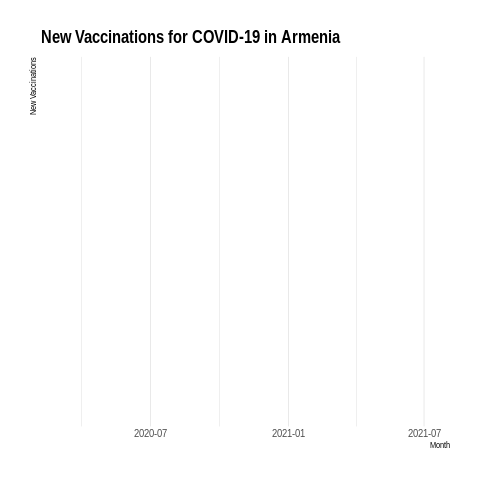 New Vaccinations for COVID-19 in Armenia
New Vaccinations
2020-07
2021-01
2021-07
Month